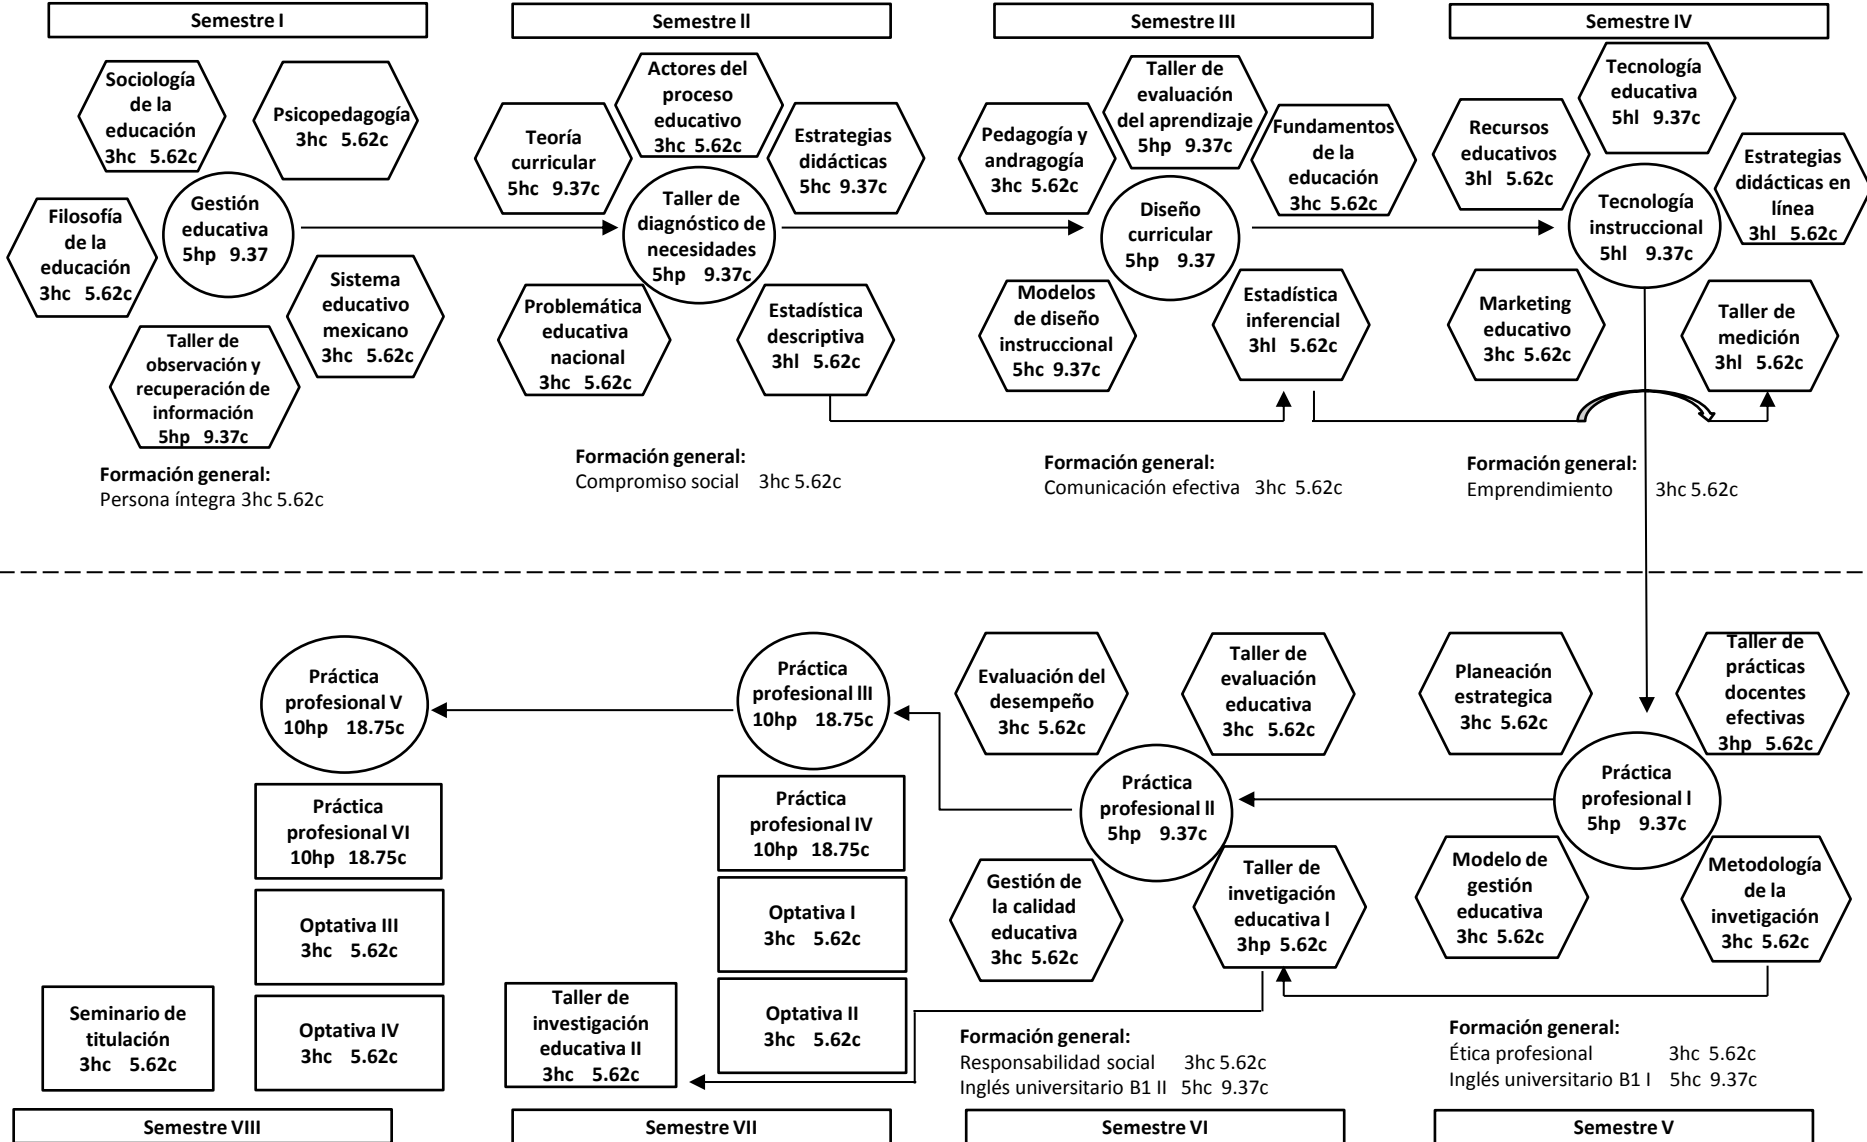 Semestre I
Sociología
de la
educación
3hc 5.62c
Psicopedagogía
3hc 5.62c
Filosofía
de la
educación
3hc 5.62c
Gestión
educativa
5hp 9.37
Sistema
educativo
mexicano
3hc 5.62c
Taller de
observación y
recuperación de
información
5hp 9.37c
Formación general:
Persona íntegra 3hc 5.62c
Semestre ll
Actores del
proceso
educativo
3hc 5.62c
Teoría
curricular
5hc 9.37c
Estrategias
didácticas
5hc 9.37c
Taller de
diagnóstico de
necesidades
5hp 9.37c
Problemática
educativa
nacional
3hc 5.62c
Estadística
descriptiva
3hl 5.62c
Formación general:
Compromiso social 3hc 5.62c
Semestre III
Taller de
evaluación
del aprendizaje
5hp 9.37c
Pedagogía y
andragogía
3hc 5.62c
Fundamentos
de la
educación
3hc 5.62c
Diseño
curricular
5hp 9.37
Modelos
de diseño
instruccional
5hc 9.37c
Estadística
inferencial
3hl 5.62c
Formación general:
Comunicación efectiva 3hc 5.62c
Semestre IV
Tecnología
educativa
5hl 9.37c
Recursos
educativos
3hl 5.62c
Estrategias
didácticas en
línea
3hl 5.62c
Tecnología
instruccional
5hl 9.37c
Marketing
educativo
3hc 5.62c
Taller de
medición
3hl 5.62c
Formación general:
Emprendimiento 3hc 5.62c
Práctica
profesional V
10hp 18.75c
Práctica
profesional VI
10hp 18.75c
Optativa III
3hc 5.62c
Optativa IV
3hc 5.62c
Seminario de
titulación
3hc 5.62c
Semestre VIII
Práctica
profesional lll
10hp 18.75c
Práctica
profesional IV
10hp 18.75c
Optativa I
3hc 5.62c
Optativa II
3hc 5.62c
Taller de
investigación
educativa II
3hc 5.62c
Semestre VII
Evaluación del
desempeño
3hc 5.62c
Taller de
evaluación
educativa
3hc 5.62c
Práctica
profesional ll
5hp 9.37c
Gestión de
la calidad
educativa
3hc 5.62c
Taller de
invetigación
educativa l
3hp 5.62c
Formación general:
Responsabilidad social 3hc 5.62c
Inglés universitario B1 II 5hc 9.37c
Semestre VI
Planeación
estrategica
3hc 5.62c
Taller de
prácticas
docentes
efectivas
3hp 5.62c
Práctica
profesional l
5hp 9.37c
Modelo de
gestión
educativa
3hc 5.62c
Metodología
de la
invetigación
3hc 5.62c
Formación general:
Ética profesional 3hc 5.62c
Inglés universitario B1 I 5hc 9.37c
Semestre V